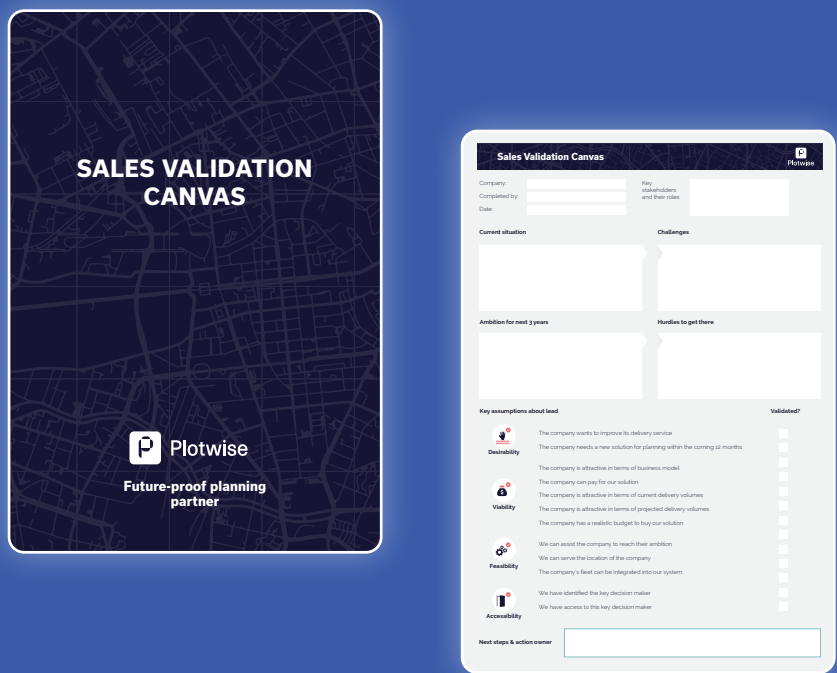 SALES VALIDATION
CANVAS
Plotwise
Future-proof planning
partner
Sales Validation Canvas
Plotwise
Company:
Completed by:
Date:
Key
stakeholders
and their roles
Current situation
Challenges
Ambition for next 3 years
Hurdles to get there
Key assumptions about lead
Validated?
Desirability
The company wants to improve its delivery service
The company needs a new solution for planning within the coming 12 months
Viability
The company is attractive in terms of business model
The company can pay for our solution
The company is attractive in terms of current delivery volumes
The company is attractive in terms of projected delivery volumes
The company has a realistic budget to buy our solution
Feasibility
We can assist the company to reach their ambition
We can serve the location of the company
The company's fleet can be integrated into our system
Accessibility
We have identified the key decision maker
We have access to this key decision maker
Next steps & action owner